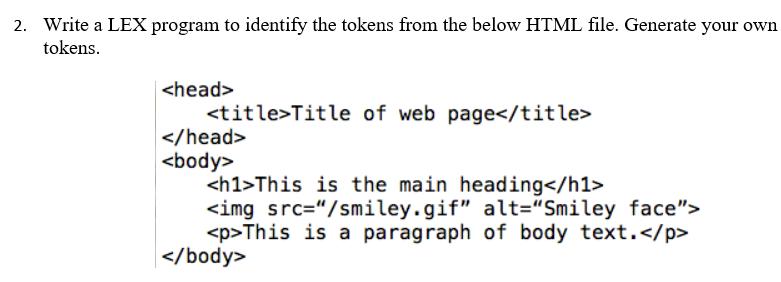 2. Write a LEX program to identify the tokens from the below HTML file. Generate your own
tokens.
<head>
<title>Title of web page</title>
</head>
<body>
<h1>This is the main heading</h1>
<img src=“/smiley.gif” alt=“Smiley face”>
<p>This is a paragraph of body text.</p>
</body>